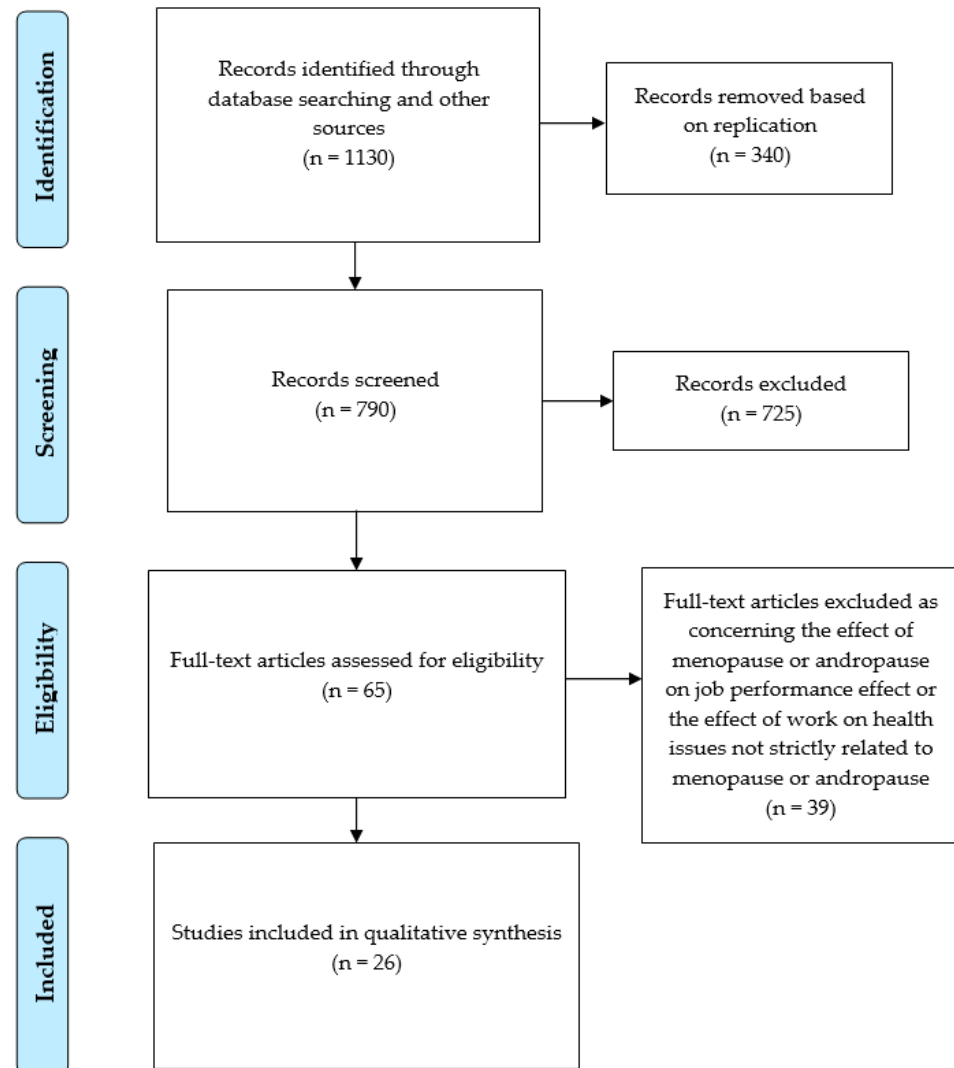 Identification
Records identified through
database searching and other
sources
(n = 1130)
Records removed based
on replication
(n = 340)
Screening
Records screened
(n = 790)
Records excluded
(n = 725)
Eligibility
Full-text articles assessed for eligibility
(n = 65)
Full-text articles excluded as
concerning the effect of
menopause or andropause
on job performance effect or
the effect of work on health
issues not strictly related to
menopause or andropause
(n = 39)
Included
Studies included in qualitative synthesis
(n = 26)